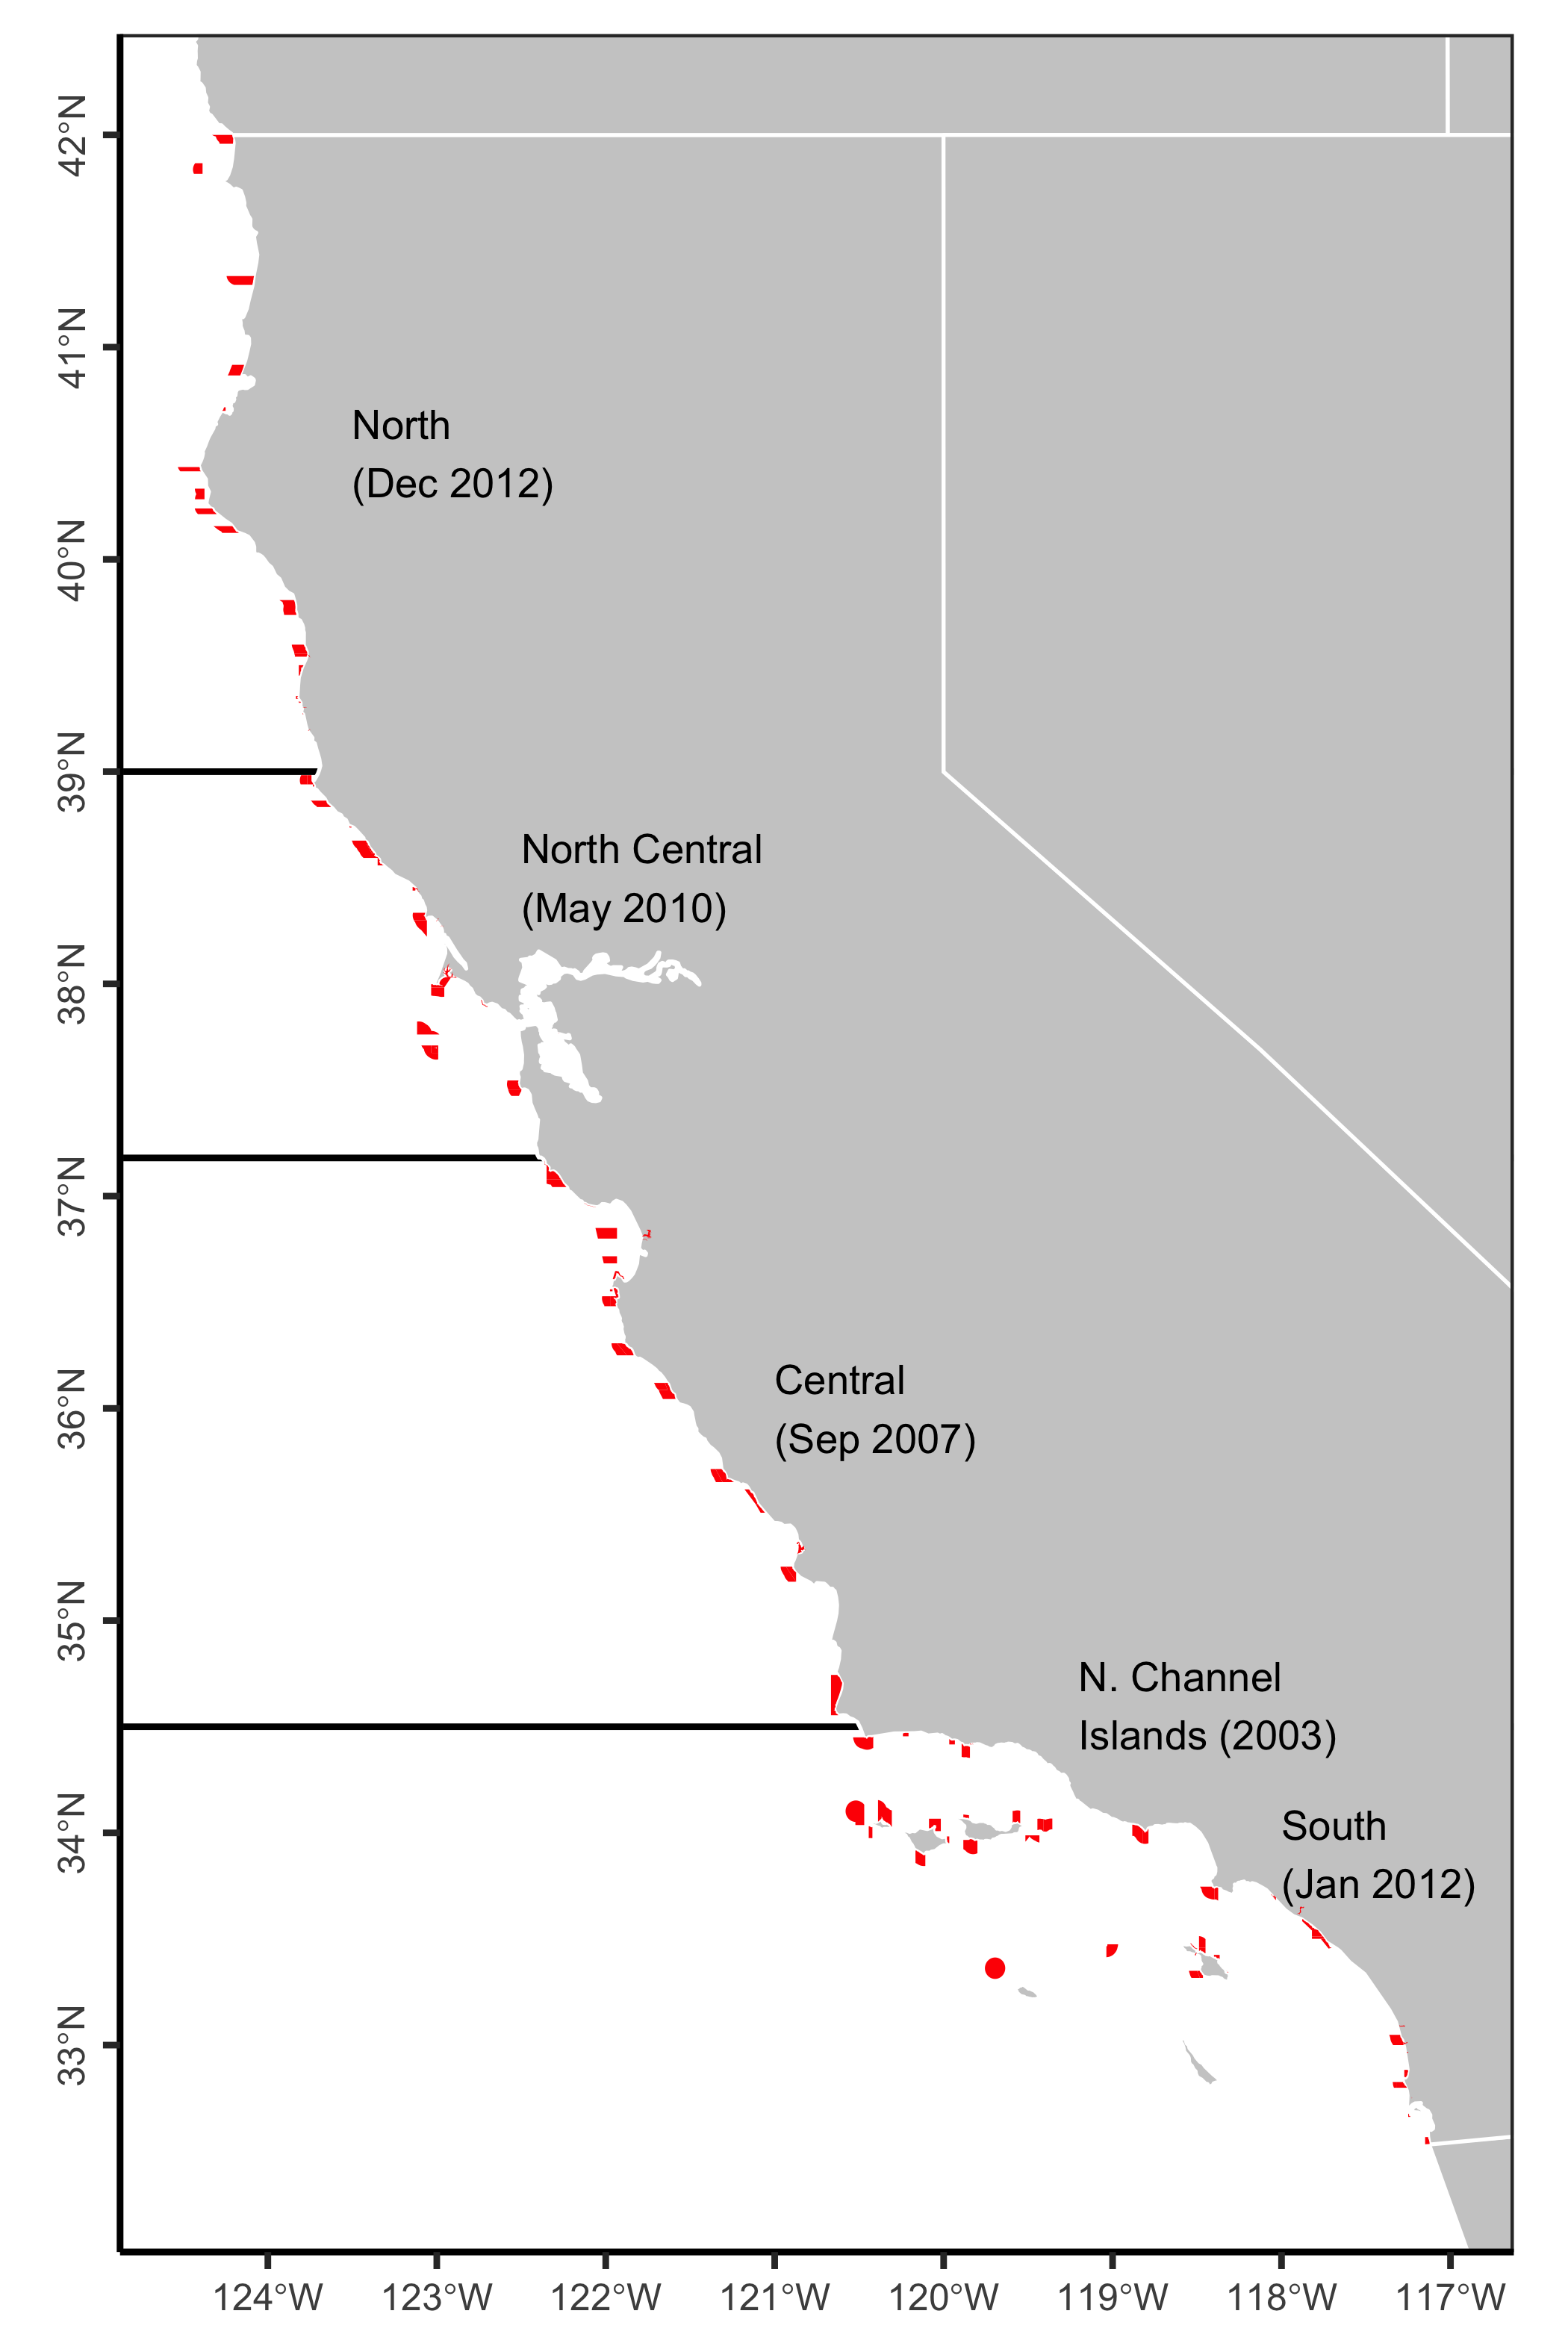 42°N
41°N
North
(Dec 2012)
40°N
39°N
North Central
(May 2010)
38°N
37°N
Central
36°N
(Sep 2007)
35°N
N. Channel
Islands (2003)
34°N
South
(Jan 2012)
33°N
124°W 123°W 122°W 121°W 120°W 119°W 118°W 117°W